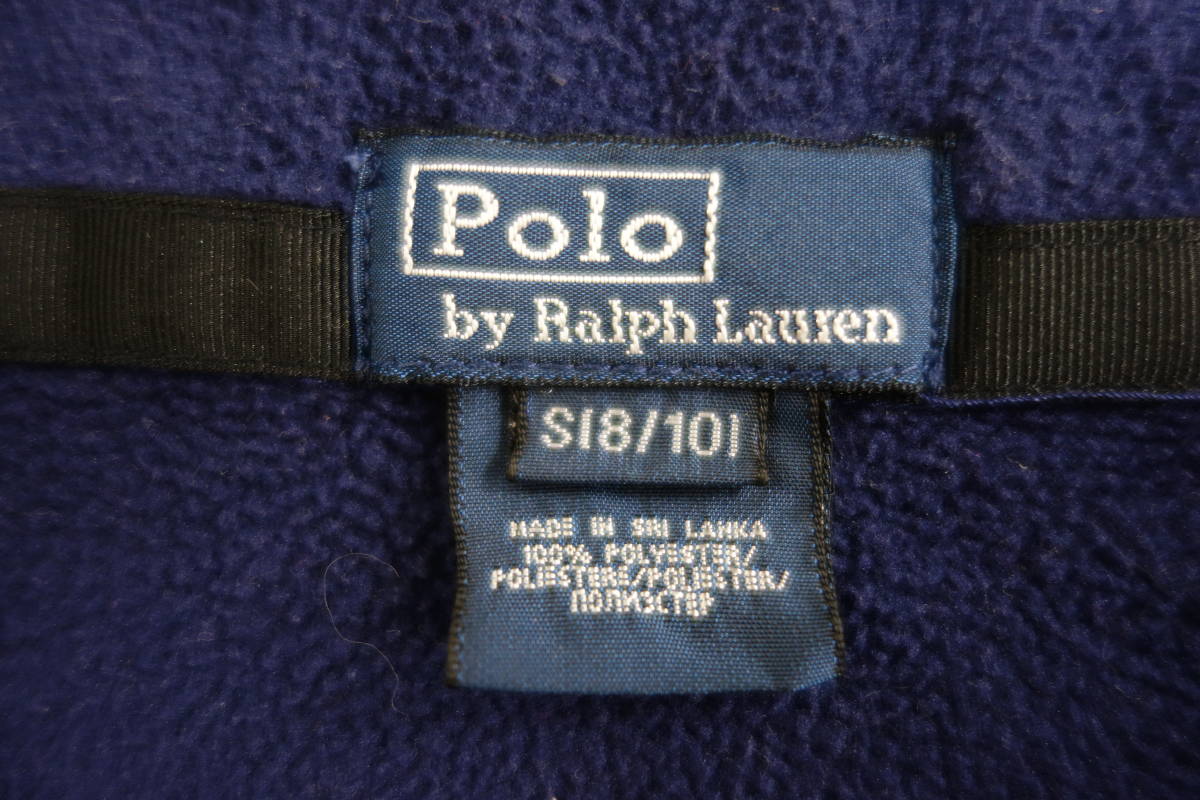 Polo
by Ralph Lauren
S(8/10)
MADE IN SRI LANKA
100% POLYESTER/
POLIESTERE/POLIESTER/
ПОЛИЭСТЕР